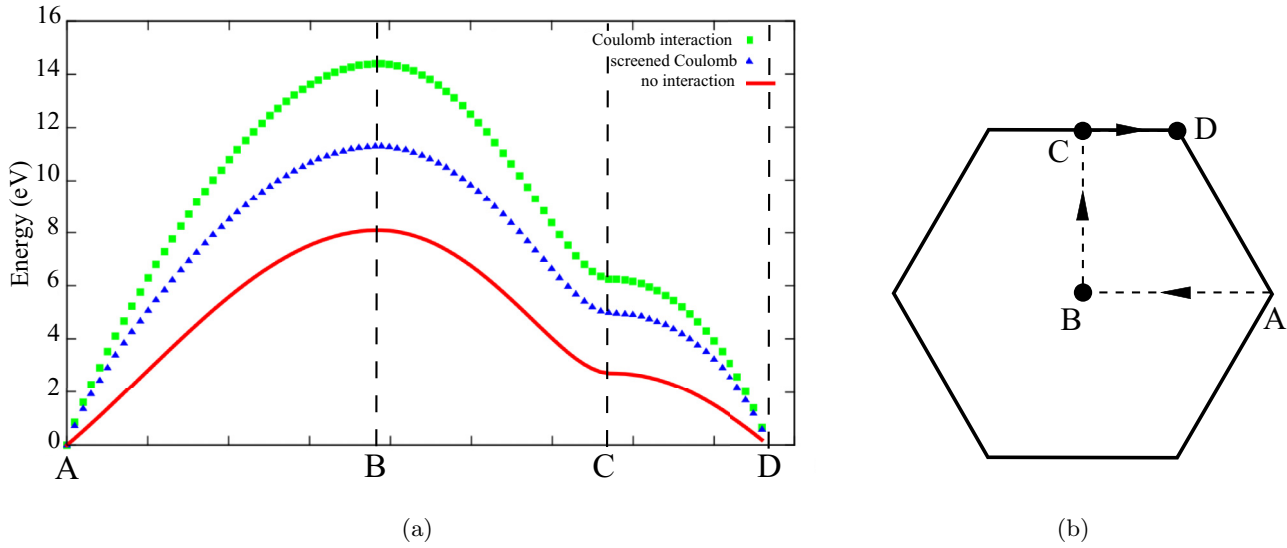 16
14
12
10
8
6
4
2
0
Energy (eV)
Coulomb interaction
screened Coulomb
no interaction
A
B
C
D
(a)
C
D
B
A
(b)